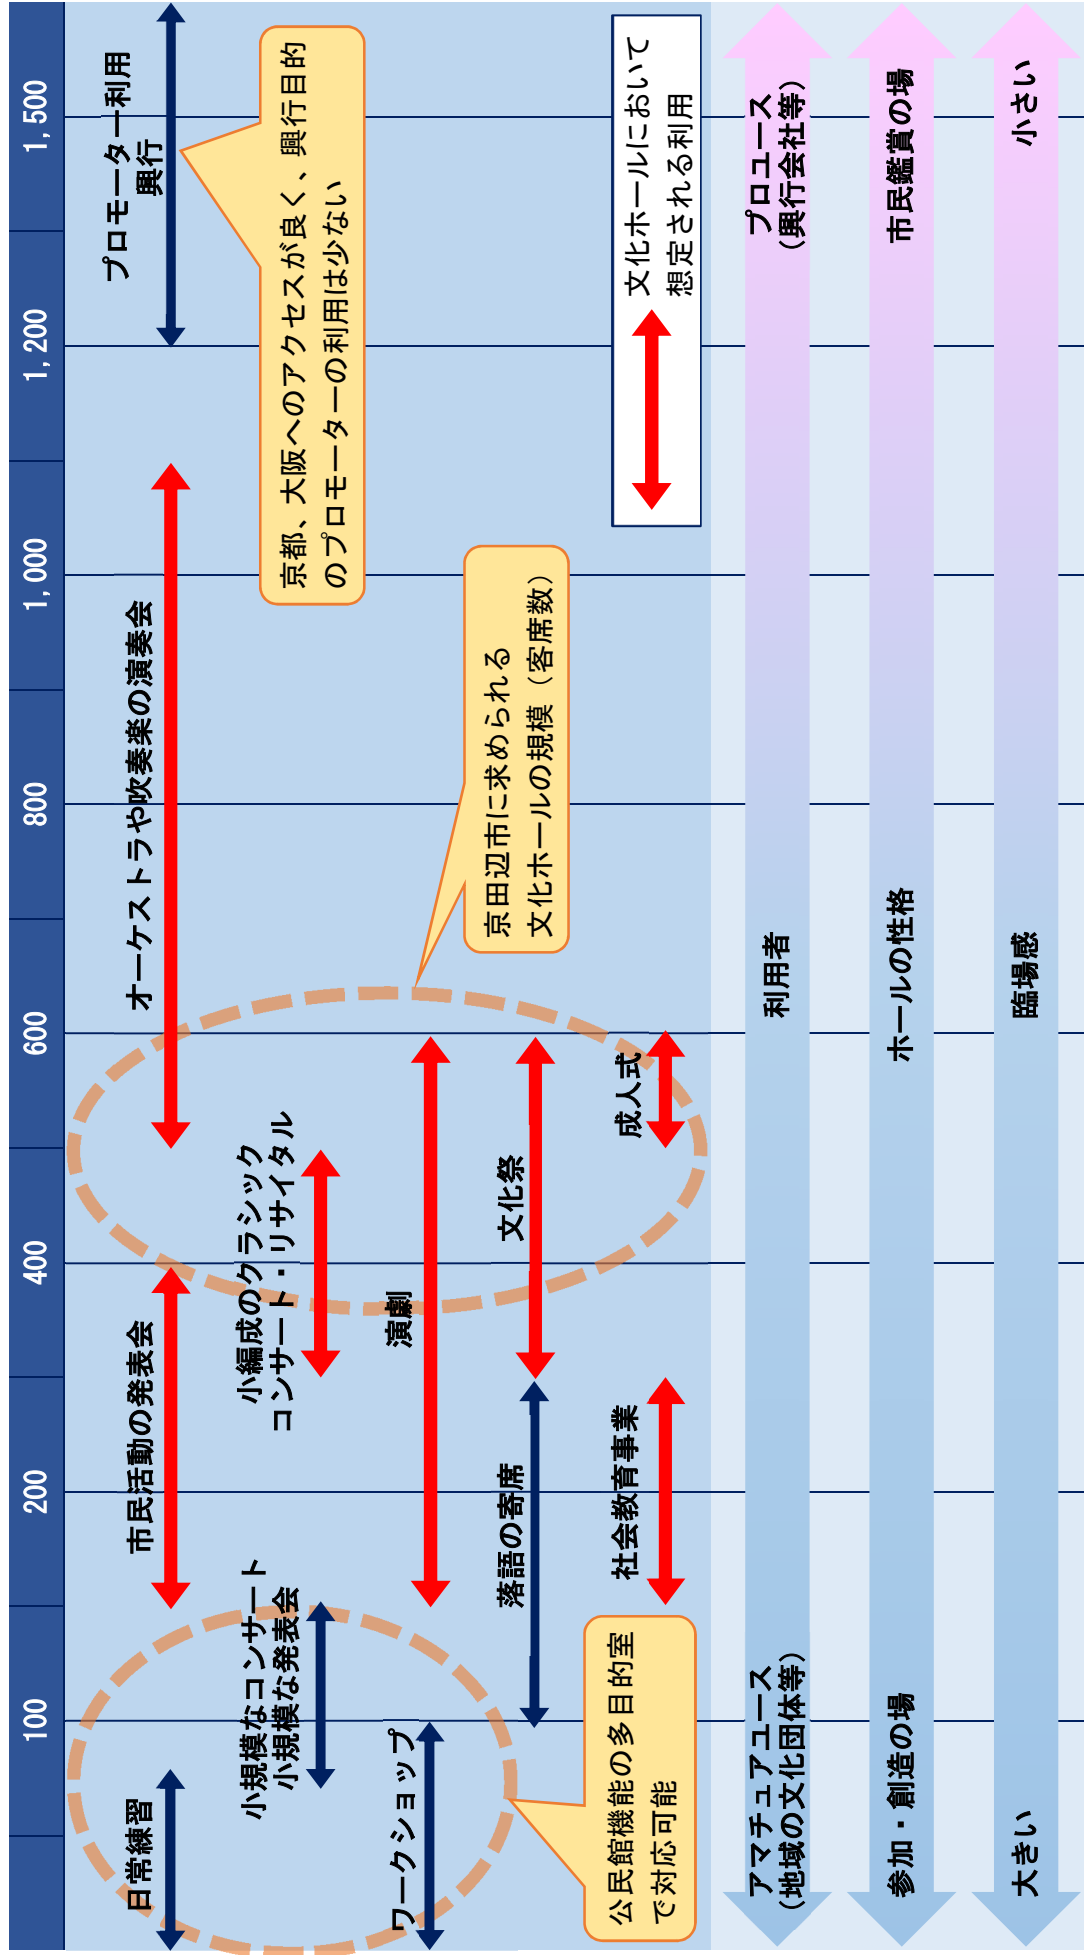 100
200
400
600
800
1,000
1,200
1,500
日常練習
市民活動の発表会
オーケストラや吹奏楽の演奏会
プロモーター利用
興行
小規模なコンサート
小規模な発表会
小編成のクラシック
コンサート・リサイタル
京都、大阪へのアクセスが良く、興行目的
のプロモーターの利用は少ない
ワークショップ
演劇
落語の寄席
文化祭
京田辺市に求められる
文化ホールの規模（客席数）
公民館機能の多目的室
で対応可能
社会教育事業
成人式
文化ホールにおいて
想定される利用
アマチュアユース
（地域の文化団体等）
利用者
プロユース
（興行会社等）
参加・創造の場
ホールの性格
市民鑑賞の場
大きい
臨場感
小さい